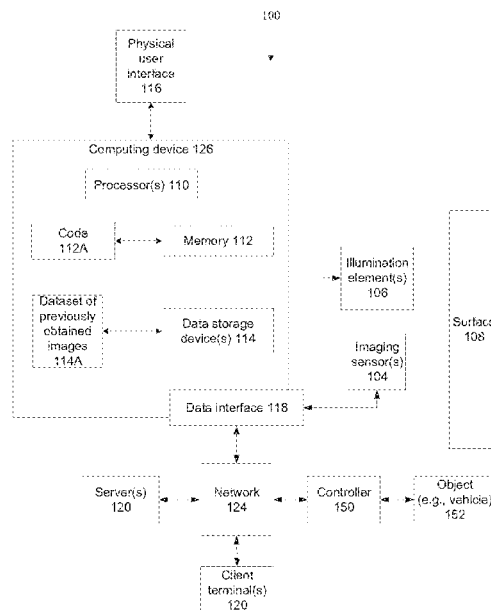 100
Physical
user
interface
116
Computing device 126
Processor(s) 110
Code
112A
Memory 112
Illumination
element(s)
106
Surface
108
Dataset of
previously
obtained
images
114A
Data storage
device(s) 114
Imaging
sensor(s)
104
Data interface 118
Server(s)
120
Network
124
Controller
150
Object
(e.g., vehicle)
152
Client
terminal(s)
120